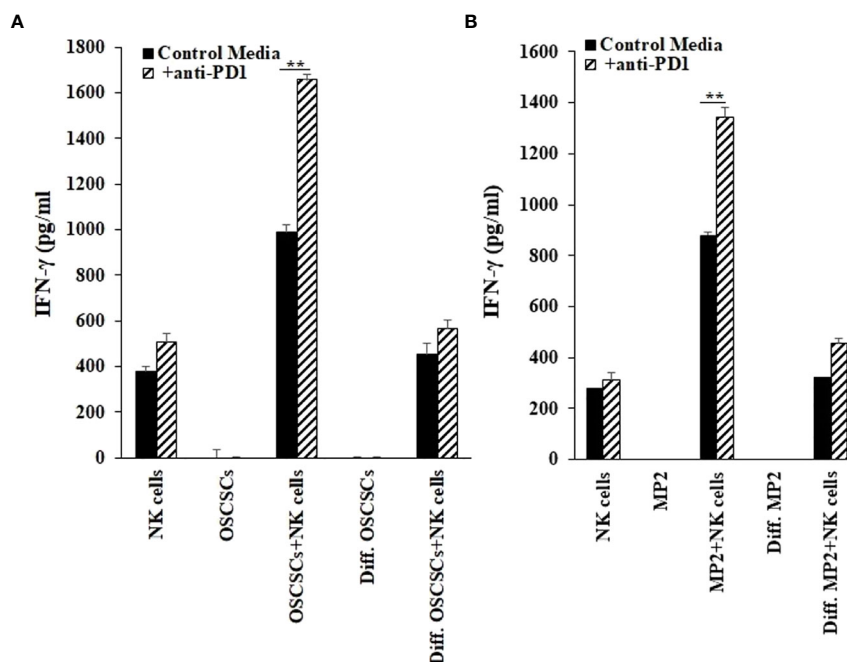 A
Control Media
+anti-PD1
**
IFN-γ (pg/ml)
1800
1600
1400
1200
1000
800
600
400
200
0
NK cells
OSCSCs
OSCSCs+NK cells
Diff. OSCSCs
Diff. OSCSCs+NK cells
B
Control Media
+anti-PD1
**
IFN-γ (pg/ml)
1600
1400
1200
1000
800
600
400
200
0
NK cells
MP2
MP2+NK cells
Diff. MP2
Diff. MP2+NK cells